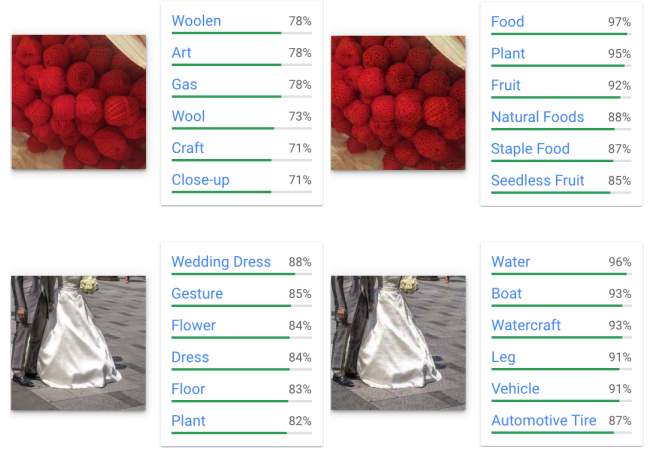 Woolen 78%
Art 78%
Gas 78%
Wool 73%
Craft 71%
Close-up 71%
Food 97%
Plant 95%
Fruit 92%
Natural Foods 88%
Staple Food 87%
Seedless Fruit 85%
Wedding Dress 88%
Gesture 85%
Flower 84%
Dress 84%
Floor 83%
Plant 82%
Water 96%
Boat 93%
Watercraft 93%
Leg 91%
Vehicle 91%
Automotive Tire 87%